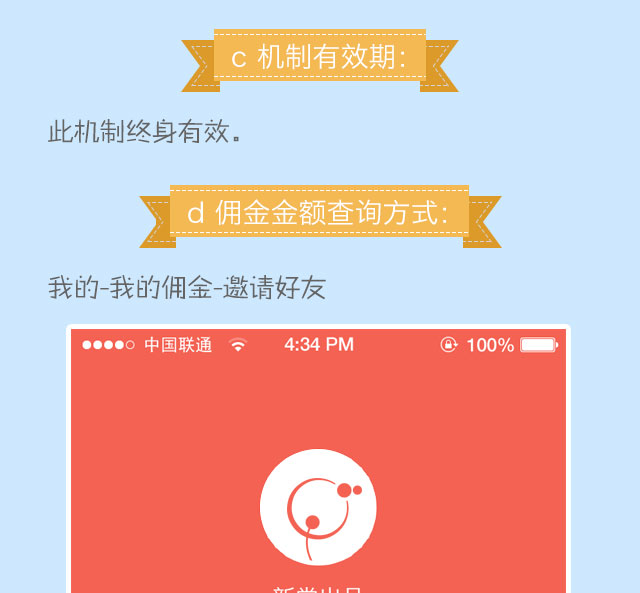 c 机制有效期：
此机制终身有效。
d 佣金金额查询方式：
我的-我的佣金-邀请好友
中国联通 4:34 PM 100%